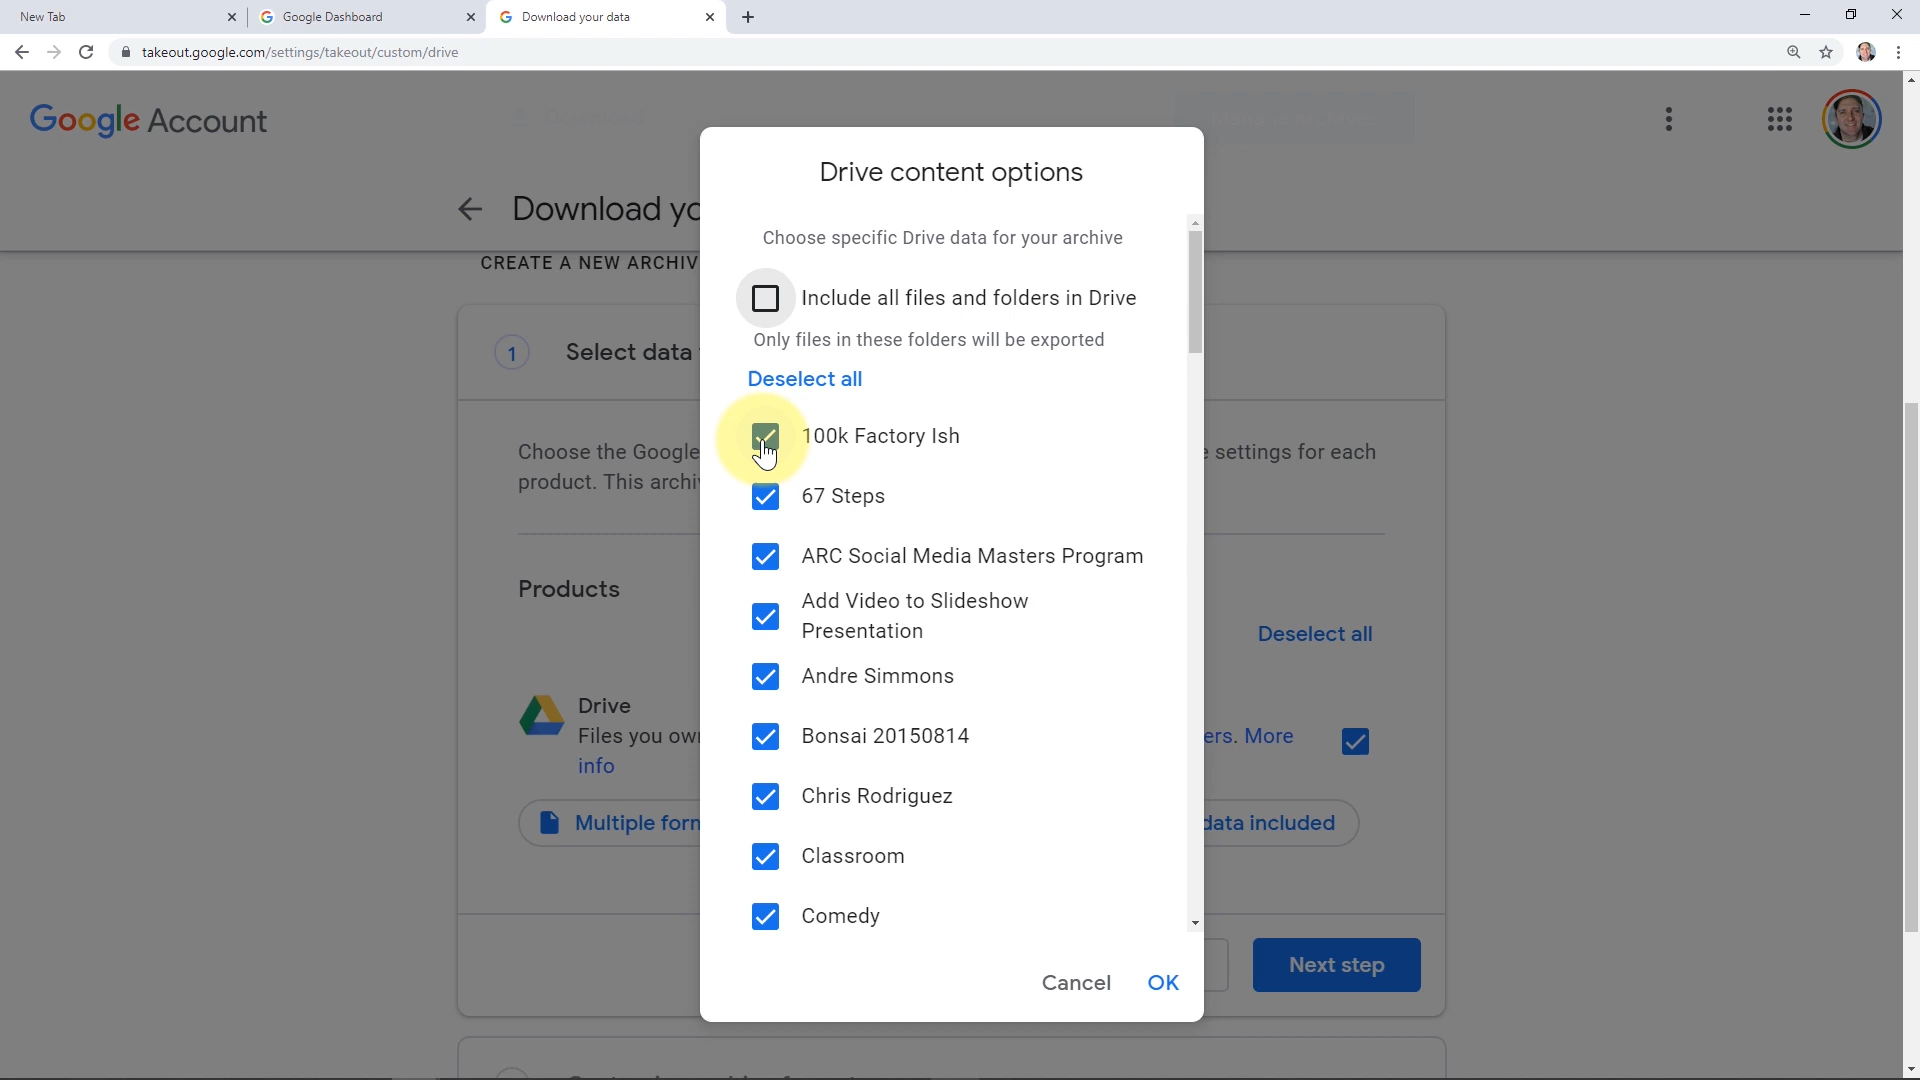 New Tab
Google Dashboard
Download your data
takeout.google.com/settings/takeout/custom/drive
Google Account
Download yo
CREATE A NEW ARCHIV
1 Select data
Choose the Google
e settings for each
product. This archi
Products
Deselect all
Drive
Files you ow
ers. More
info
Multiple form
data included
Next step
Drive content options
Choose specific Drive data for your archive
Include all files and folders in Drive
Only files in these folders will be exported
Deselect all
100k Factory Ish
67 Steps
ARC Social Media Masters Program
Add Video to Slideshow
Presentation
Andre Simmons
Bonsai 20150814
Chris Rodriguez
Classroom
Comedy
Cancel OK